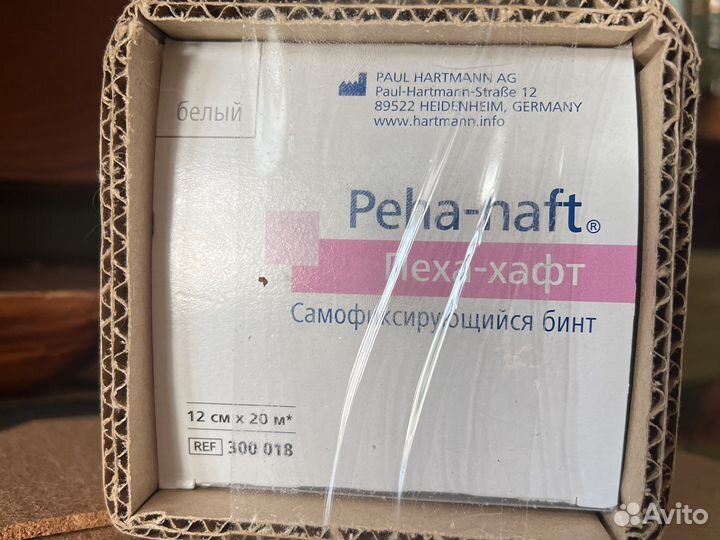 белый
PAUL HARTMANN AG
Paul-Hartmann-Straße 12
89522 HEIDENHEIM, GERMANY
www.hartmann.info
Peha-haft®
Пеха-хафт
Самофиксирующийся бинт
12 см x 20 м*
REF 300 018
Avito